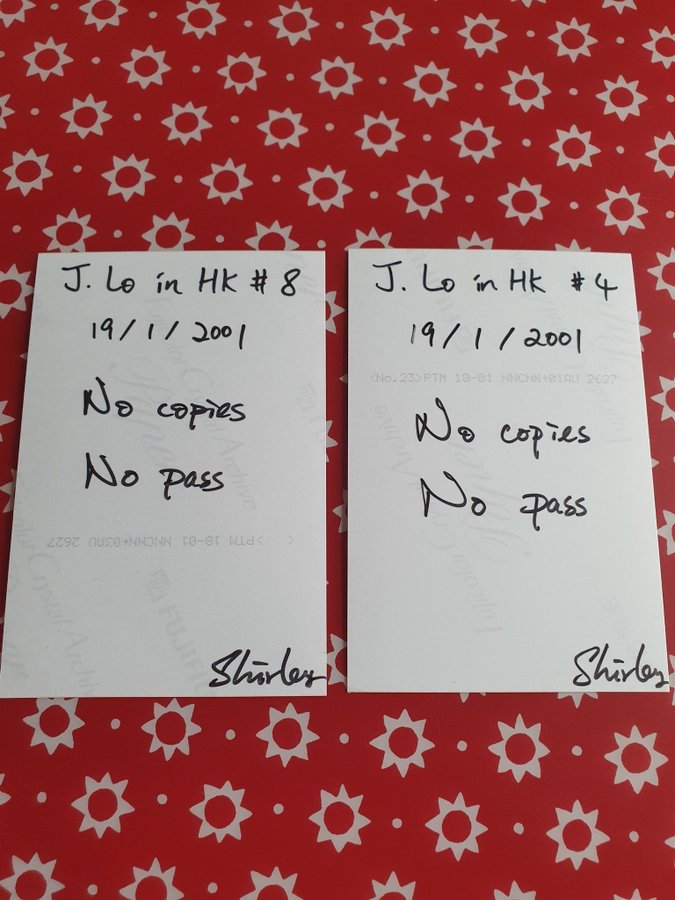 J. Lo in HK # 8
19/1/2001
No copies
No pass
Shirley
J. Lo in HK # 4
19/1/2001
<No.23>PTM 18-01 NNCNN+01AU 2627
No copies
No pass
Shirley